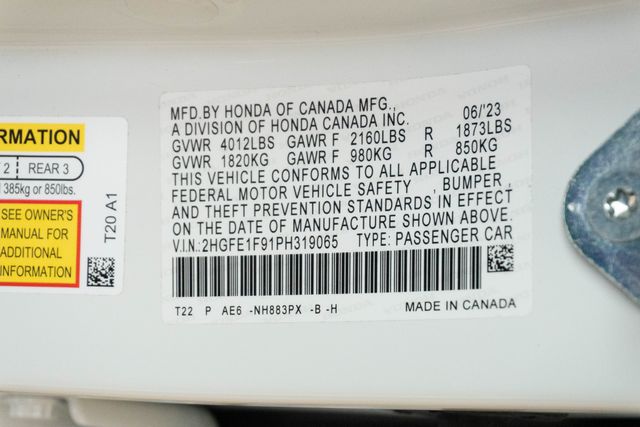 MFD.BY HONDA OF CANADA MFG., 06/'23
A DIVISION OF HONDA CANADA INC.
GVWR 4012LBS GAWR F 2160LBS R 1873LBS
GVWR 1820KG GAWR F 980KG R 850KG
THIS VEHICLE CONFORMS TO ALL APPLICABLE
FEDERAL MOTOR VEHICLE SAFETY , BUMPER ,
AND THEFT PREVENTION STANDARDS IN EFFECT
ON THE DATE OF MANUFACTURE SHOWN ABOVE.
V.I.N.:2HGFE1F91PH319065 TYPE: PASSENGER CAR
T22 P AE6 -NH883PX -B -H MADE IN CANADA
RMATION
2 REAR 3
385kg or 850lbs.
SEE OWNER'S
MANUAL FOR
ADDITIONAL
INFORMATION
T20 A1